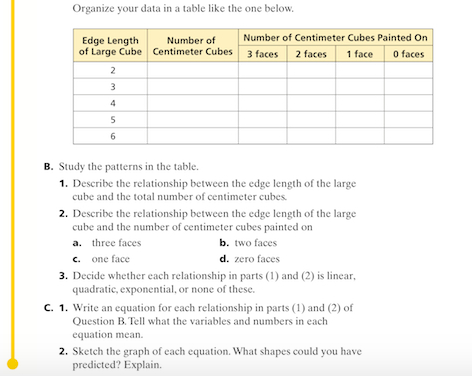 Organize your data in a table like the one below.
Edge Length of Large Cube
Number of Centimeter Cubes
Number of Centimeter Cubes Painted On
3 faces 2 faces 1 face 0 faces
2
3
4
5
6
B. Study the patterns in the table.
1. Describe the relationship between the edge length of the large
cube and the total number of centimeter cubes.
2. Describe the relationship between the edge length of the large
cube and the number of centimeter cubes painted on
a. three faces b. two faces
c. one face d. zero faces
3. Decide whether each relationship in parts (1) and (2) is linear,
quadratic, exponential, or none of these.
C. 1. Write an equation for each relationship in parts (1) and (2) of
Question B. Tell what the variables and numbers in each
equation mean.
2. Sketch the graph of each equation. What shapes could you have
predicted? Explain.